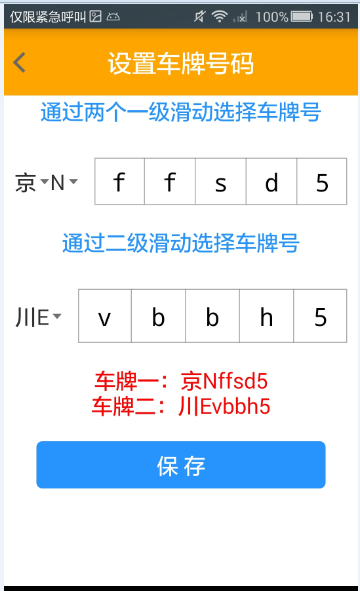 仅限紧急呼叫 100% 16:31
设置车牌号码
通过两个一级滑动选择车牌号
京 N f f s d 5
通过二级滑动选择车牌号
川E v b b h 5
车牌一：京Nffsd5
车牌二：川Evbbh5
保存